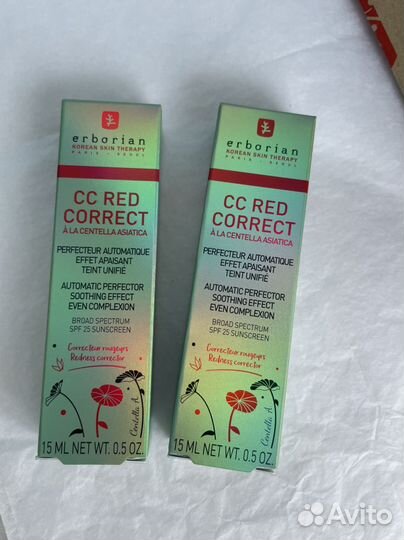 erborian
KOREAN SKIN THERAPY
PARIS - SEOUL
CC RED
CORRECT
À LA CENTELLA ASIATICA
PERFECTEUR AUTOMATIQUE
EFFET APAISANT
TEINT UNIFIÉ
AUTOMATIC PERFECTOR
SOOTHING EFFECT
EVEN COMPLEXION
BROAD SPECTRUM
SPF 25 SUNSCREEN
Correcteur rougeurs
Redness corrector
Centella A.
15 ML NET WT. 0.5 OZ.
erborian
KOREAN SKIN THERAPY
PARIS - SEOUL
CC RED
CORRECT
À LA CENTELLA ASIATICA
PERFECTEUR AUTOMATIQUE
EFFET APAISANT
TEINT UNIFIÉ
AUTOMATIC PERFECTOR
SOOTHING EFFECT
EVEN COMPLEXION
BROAD SPECTRUM
SPF 25 SUNSCREEN
Correcteur rougeurs
Redness corrector
Centella A.
15 ML NET WT. 0.5 OZ.
Avito